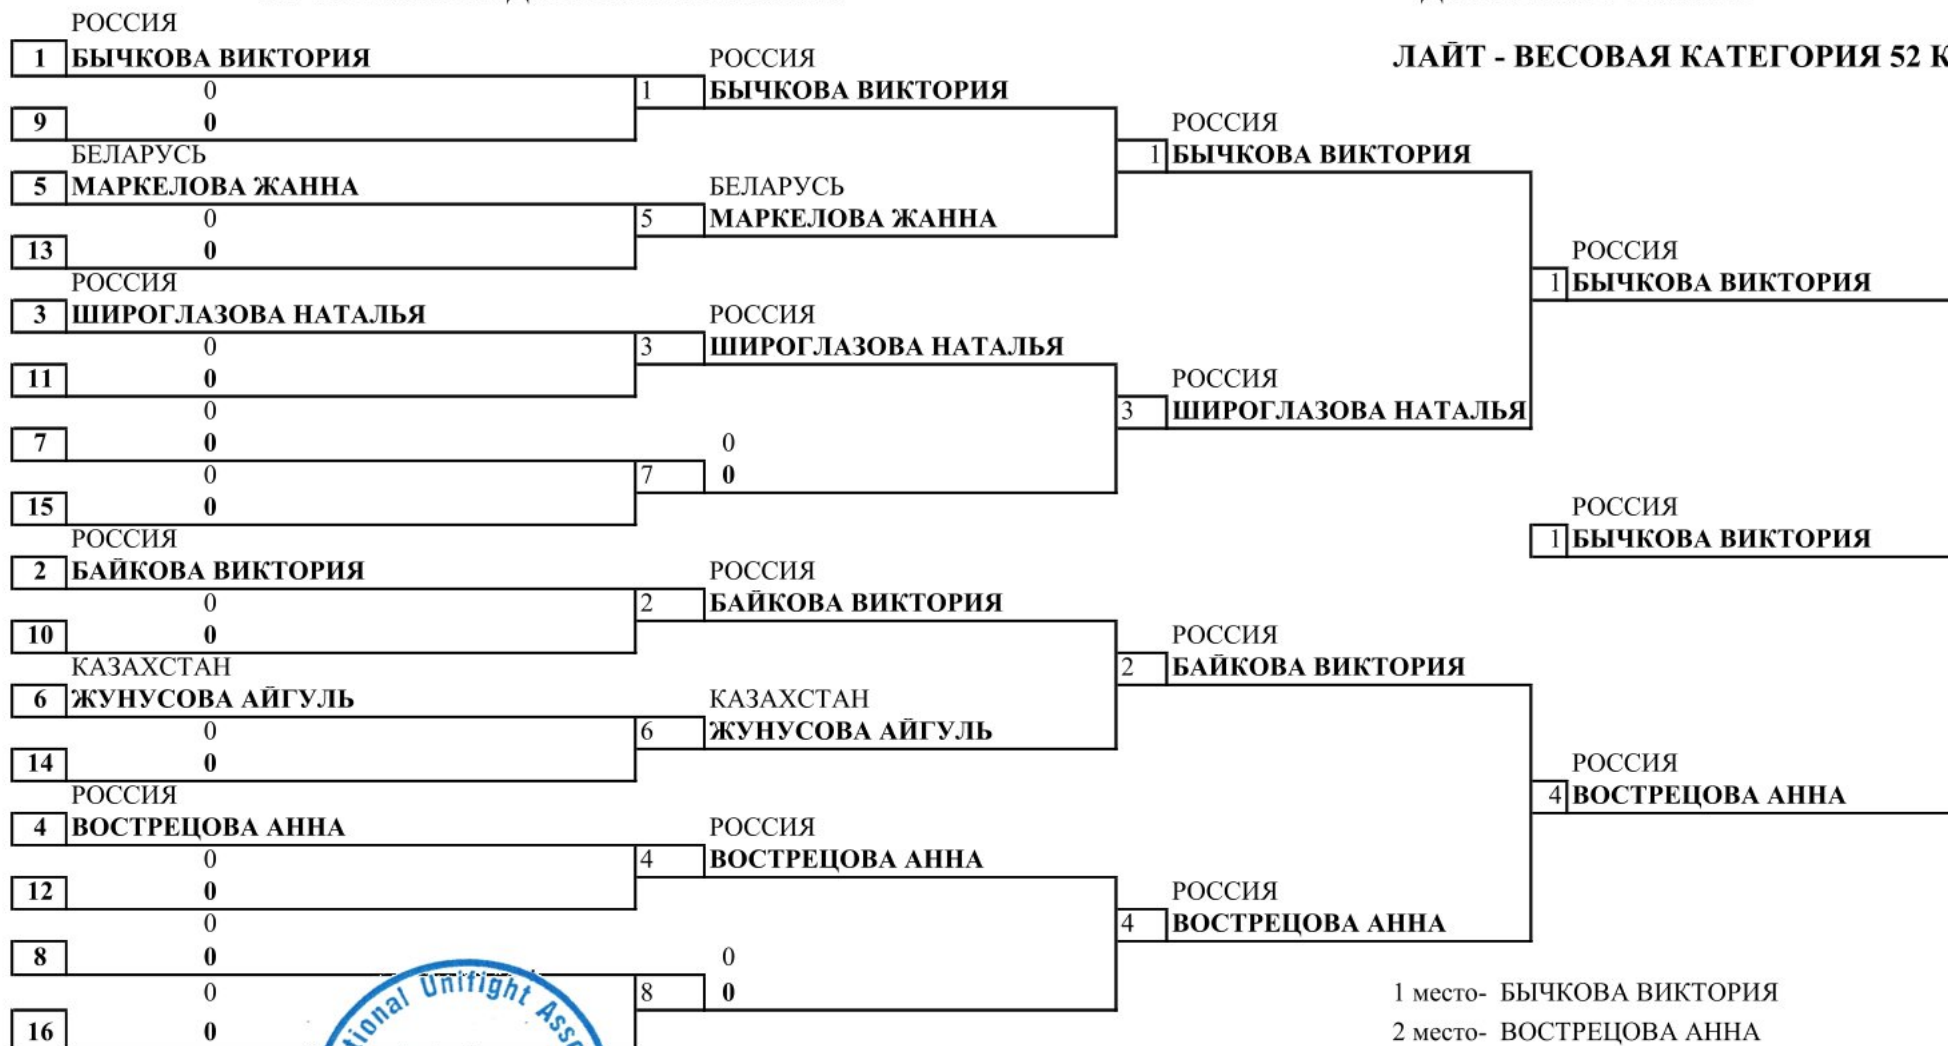 ЛАЙТ - ВЕСОВАЯ КАТЕГОРИЯ 52 К
РОССИЯ
1 БЫЧКОВА ВИКТОРИЯ
0
9 0
БЕЛАРУСЬ
5 МАРКЕЛОВА ЖАННА
0
13 0
РОССИЯ
3 ШИРОГЛАЗОВА НАТАЛЬЯ
0
11 0
0
7 0
0
15 0
РОССИЯ
2 БАЙКОВА ВИКТОРИЯ
0
10 0
КАЗАХСТАН
6 ЖУНУСОВА АЙГУЛЬ
0
14 0
РОССИЯ
4 ВОСТРЕЦОВА АННА
0
12 0
0
8 0
0
16 0
РОССИЯ
1 БЫЧКОВА ВИКТОРИЯ
БЕЛАРУСЬ
5 МАРКЕЛОВА ЖАННА
РОССИЯ
3 ШИРОГЛАЗОВА НАТАЛЬЯ
0
7 0
РОССИЯ
2 БАЙКОВА ВИКТОРИЯ
КАЗАХСТАН
6 ЖУНУСОВА АЙГУЛЬ
РОССИЯ
4 ВОСТРЕЦОВА АННА
0
8 0
РОССИЯ
1 БЫЧКОВА ВИКТОРИЯ
РОССИЯ
3 ШИРОГЛАЗОВА НАТАЛЬЯ
РОССИЯ
2 БАЙКОВА ВИКТОРИЯ
РОССИЯ
4 ВОСТРЕЦОВА АННА
РОССИЯ
1 БЫЧКОВА ВИКТОРИЯ
РОССИЯ
1 БЫЧКОВА ВИКТОРИЯ
РОССИЯ
4 ВОСТРЕЦОВА АННА
1 место- БЫЧКОВА ВИКТОРИЯ
2 место- ВОСТРЕЦОВА АННА
tional Unifight Asso